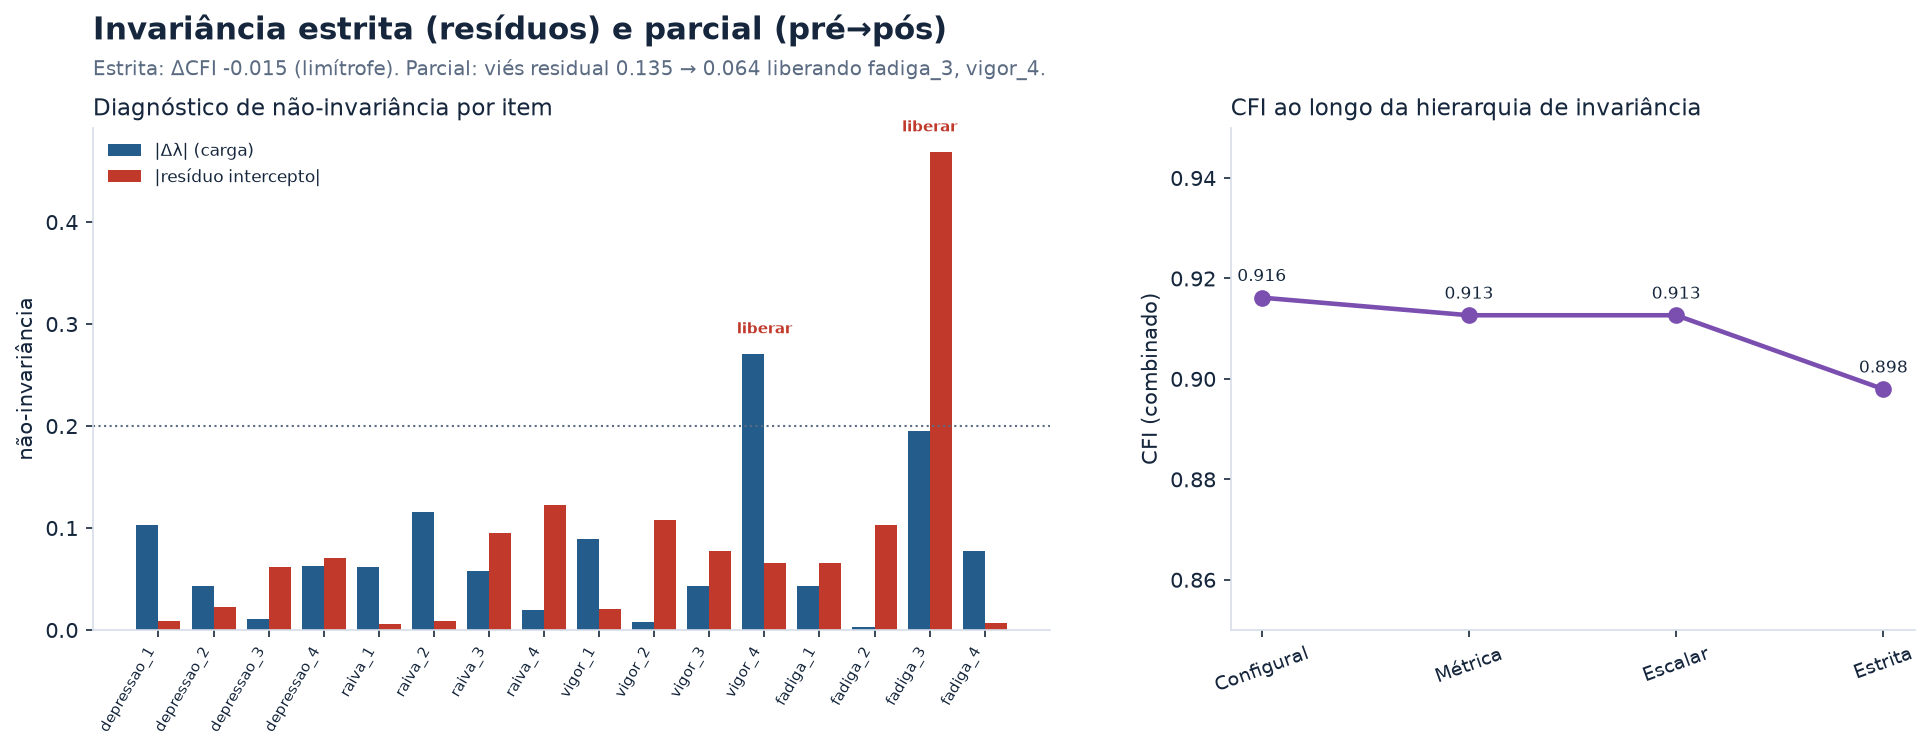 Invariância estrita (resíduos) e parcial (pré→pós)
Estrita: ΔCFI -0.015 (limítrofe). Parcial: viés residual 0.135 → 0.064 liberando fadiga_3, vigor_4.
Diagnóstico de não-invariância por item
|Δλ| (carga)
|resíduo intercepto|
liberar
liberar
não-invariância
0.4
0.3
0.2
0.1
0.0
depressao_1
depressao_2
depressao_3
depressao_4
raiva_1
raiva_2
raiva_3
raiva_4
vigor_1
vigor_2
vigor_3
vigor_4
fadiga_1
fadiga_2
fadiga_3
fadiga_4
CFI ao longo da hierarquia de invariância
CFI (combinado)
0.94
0.92
0.90
0.88
0.86
0.916
0.913
0.913
0.898
Configural
Métrica
Escalar
Estrita